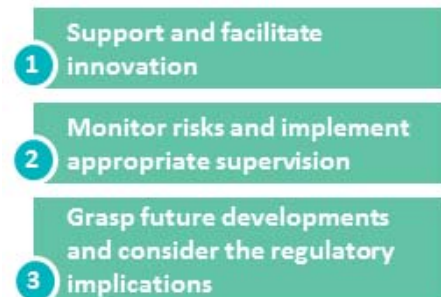 Support and facilitate
1 innovation
Monitor risks and implement
2 appropriate supervision
Grasp future developments
and consider the regulatory
3 implications